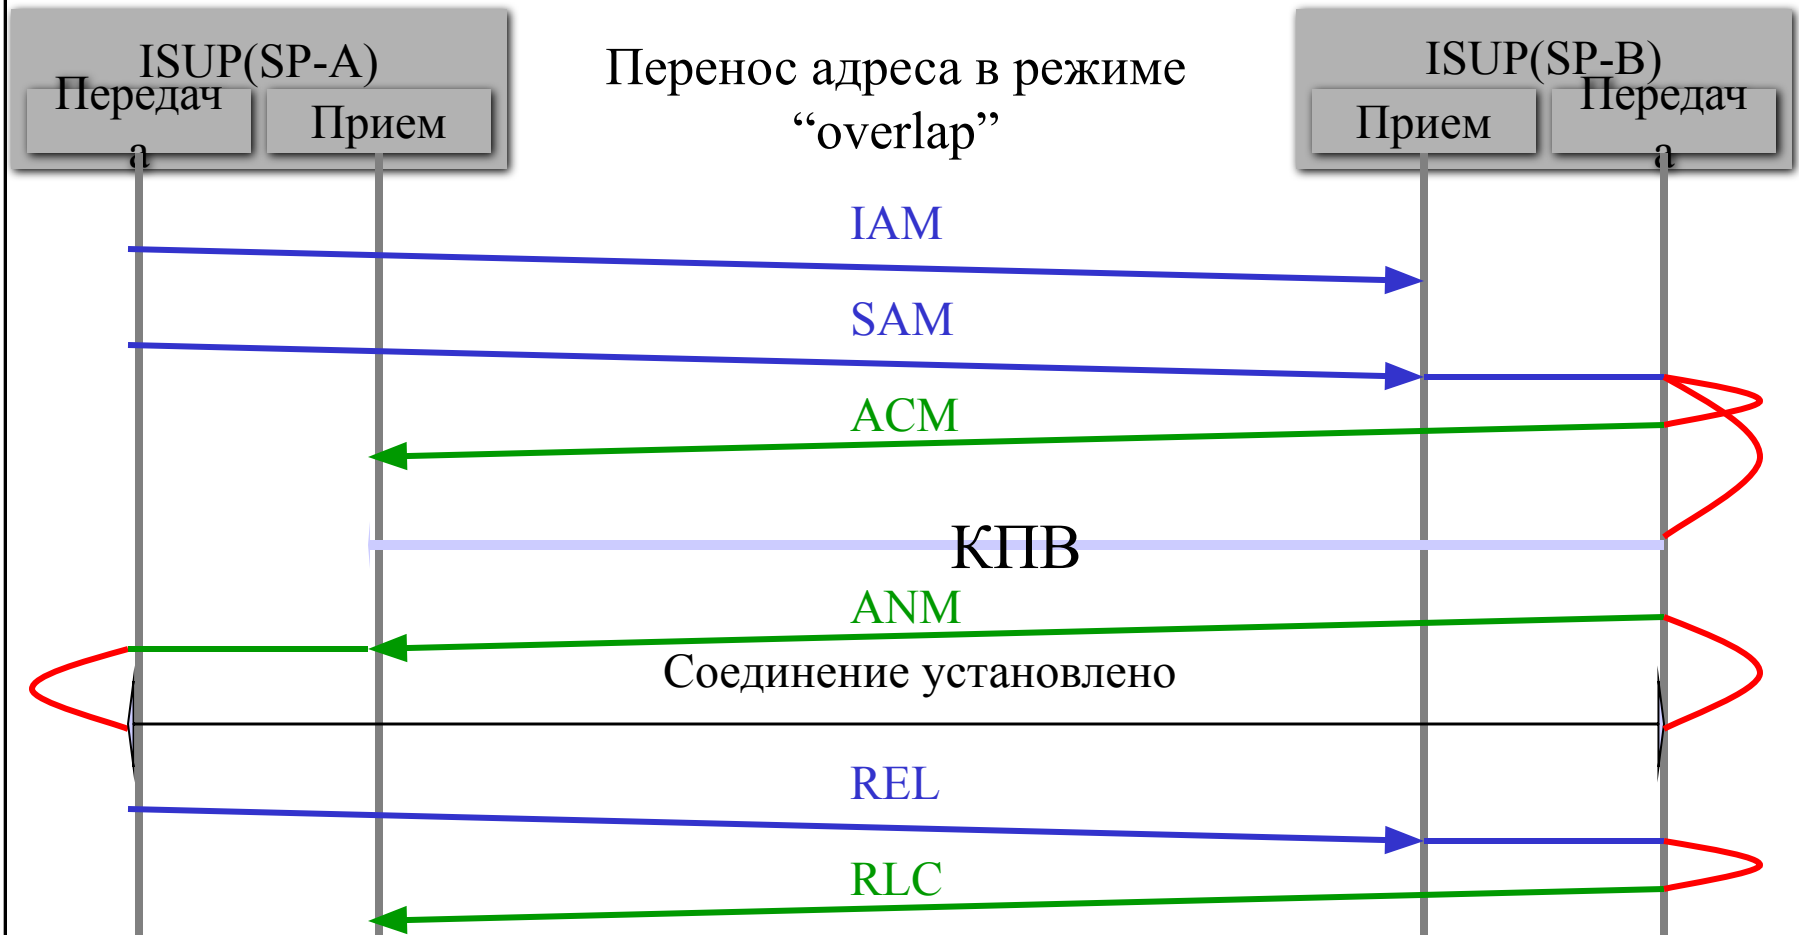 ISUP(SP-A)
Передач
а
Прием
Перенос адреса в режиме
“overlap”
ISUP(SP-B)
Прием
Передач
а
IAM
SAM
ACM
КПВ
ANM
Соединение установлено
REL
RLC